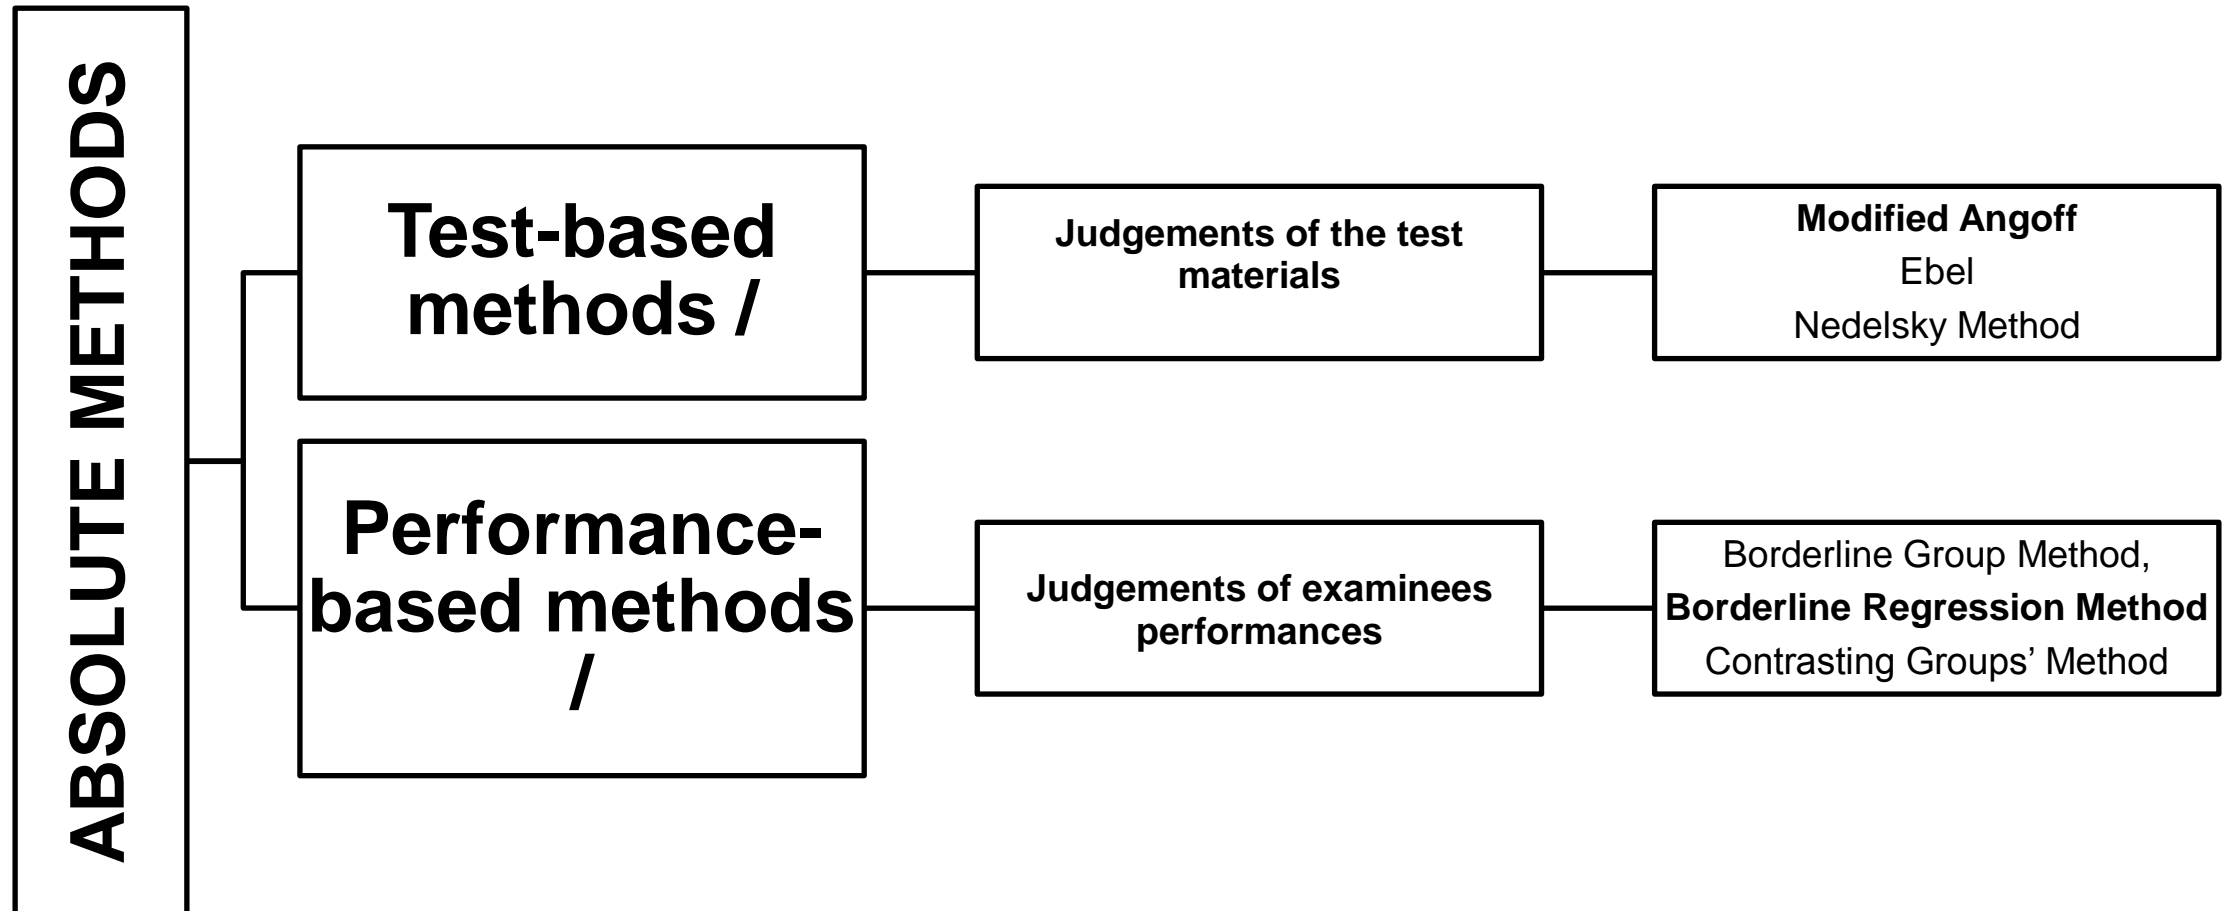 ABSOLUTE METHODS
Test-based
methods /
Judgements of the test
materials
Modified Angoff
Ebel
Nedelsky Method
Performance-
based methods
/
Judgements of examinees
performances
Borderline Group Method,
Borderline Regression Method
Contrasting Groups’ Method